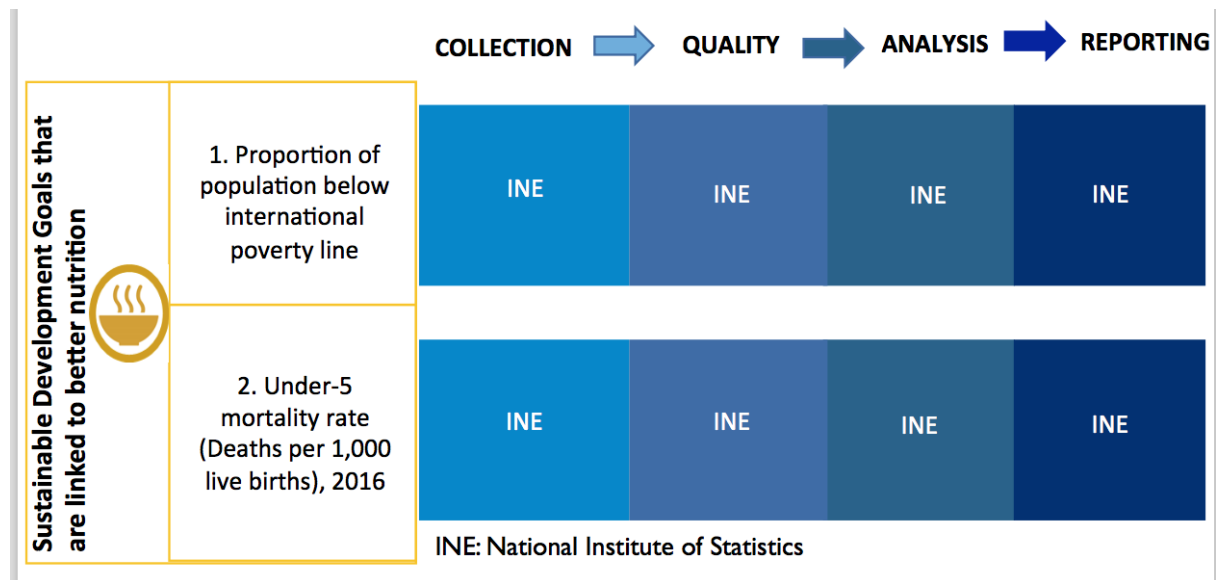 COLLECTION QUALITY ANALYSIS REPORTING
Sustainable Development Goals that
are linked to better nutrition
1. Proportion of
population below
international
poverty line
INE INE INE INE
2. Under-5
mortality rate
(Deaths per 1,000
live births), 2016
INE INE INE INE
INE: National Institute of Statistics